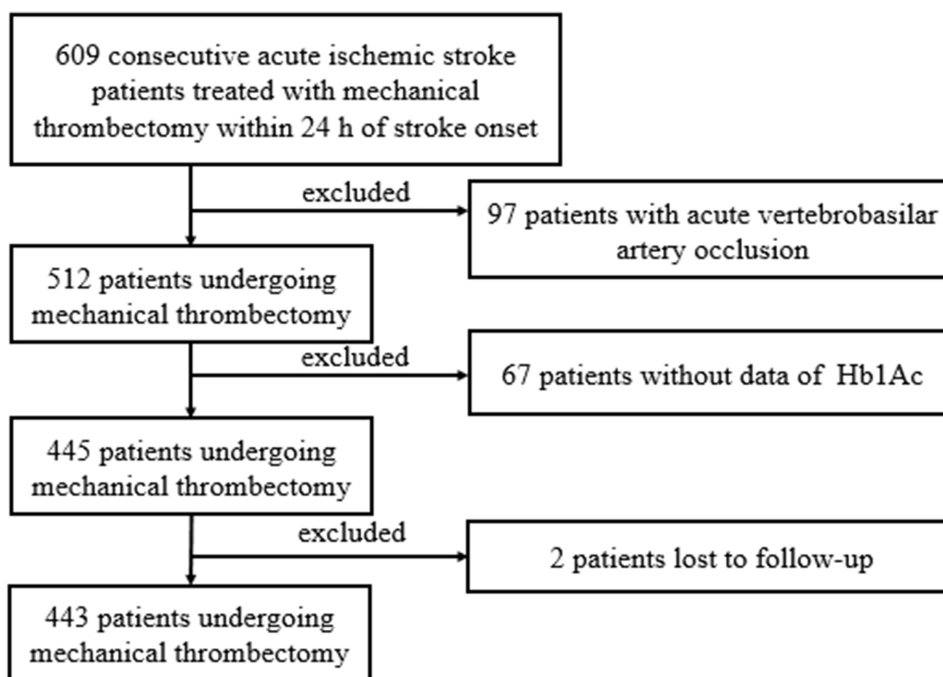 609 consecutive acute ischemic stroke
patients treated with mechanical
thrombectomy within 24 h of stroke onset
excluded
97 patients with acute vertebrobasilar
artery occlusion
512 patients undergoing
mechanical thrombectomy
excluded
67 patients without data of Hb1Ac
445 patients undergoing
mechanical thrombectomy
excluded
2 patients lost to follow-up
443 patients undergoing
mechanical thrombectomy